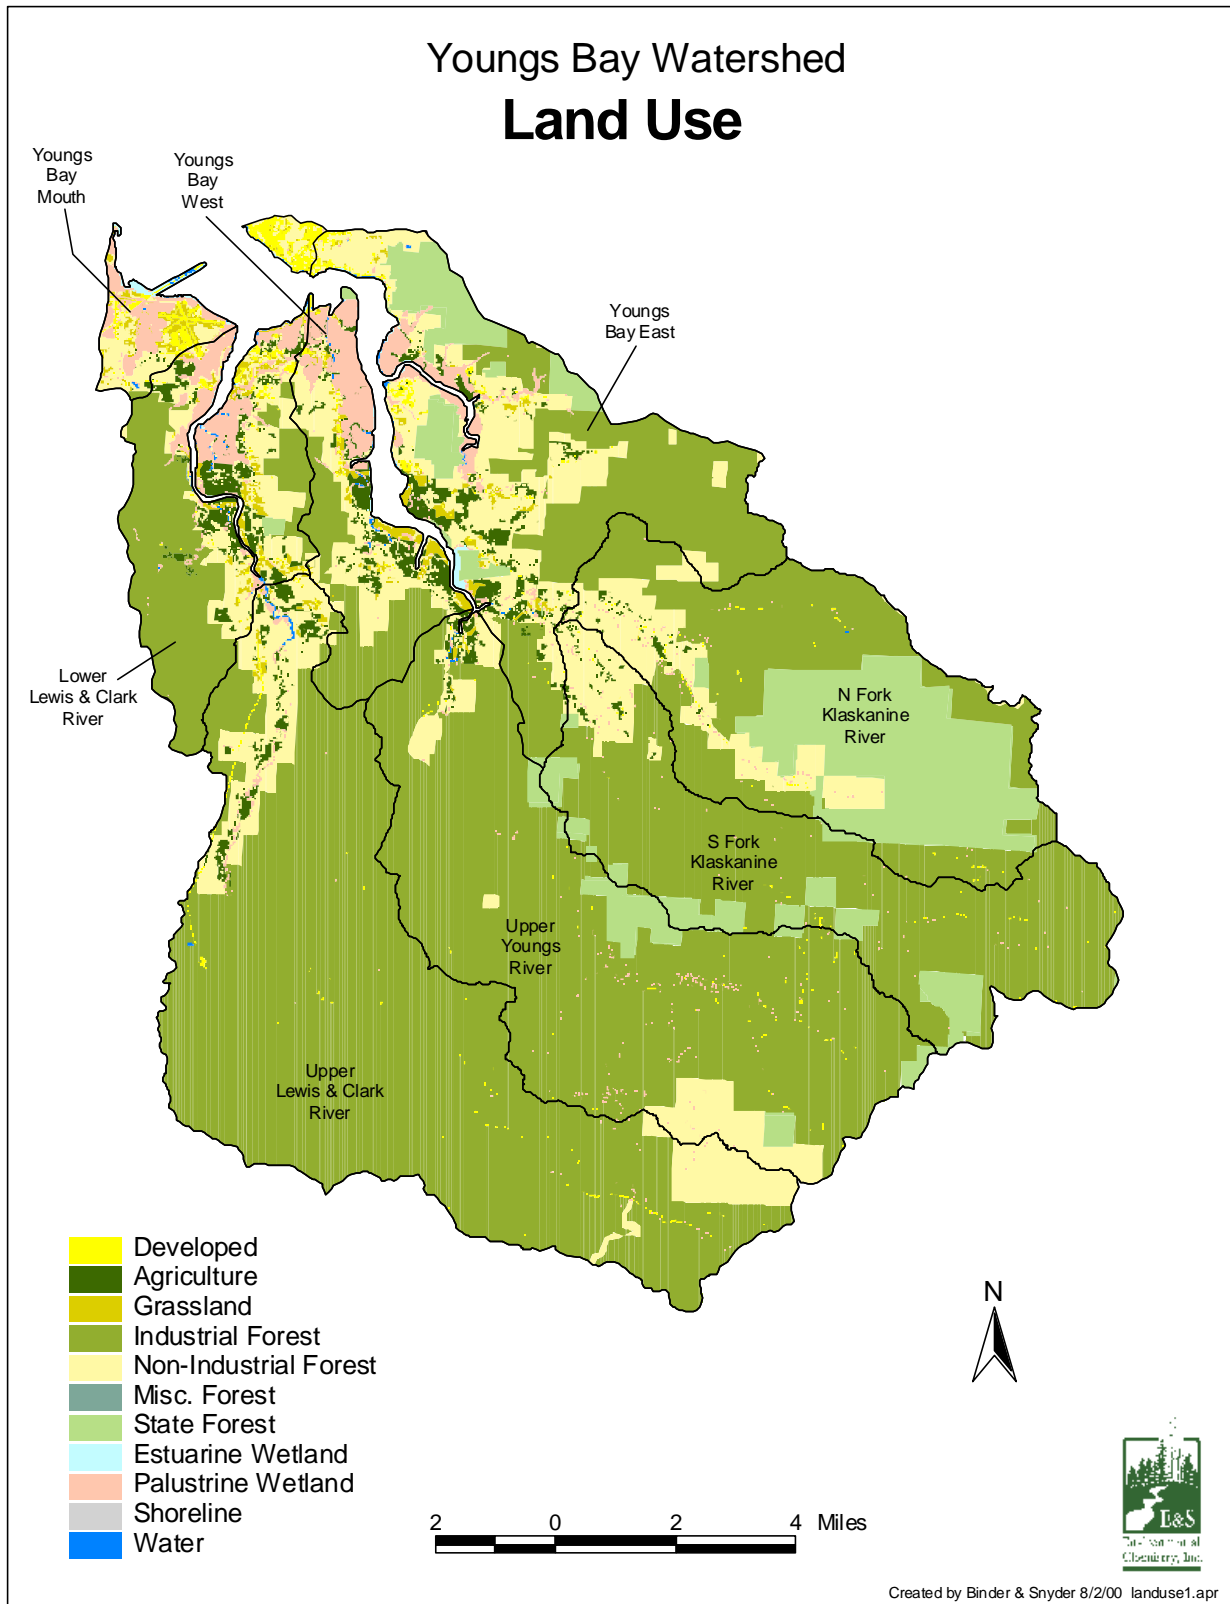 Youngs Bay Watershed
Land Use
Youngs
Bay
Mouth
Youngs
Bay
West
Youngs
Bay East
Lower
Lewis & Clark
River
N Fork
Klaskanine
River
S Fork
Klaskanine
River
Upper
Youngs
River
Upper
Lewis & Clark
River
Developed
Agriculture
Grassland
Industrial Forest
Non-Industrial Forest
Misc. Forest
State Forest
Estuarine Wetland
Palustrine Wetland
Shoreline
Water
N
2 0 2 4 Miles
E&S
Chemistry, Inc.
Created by Binder & Snyder 8/2/00 landuse1.apr